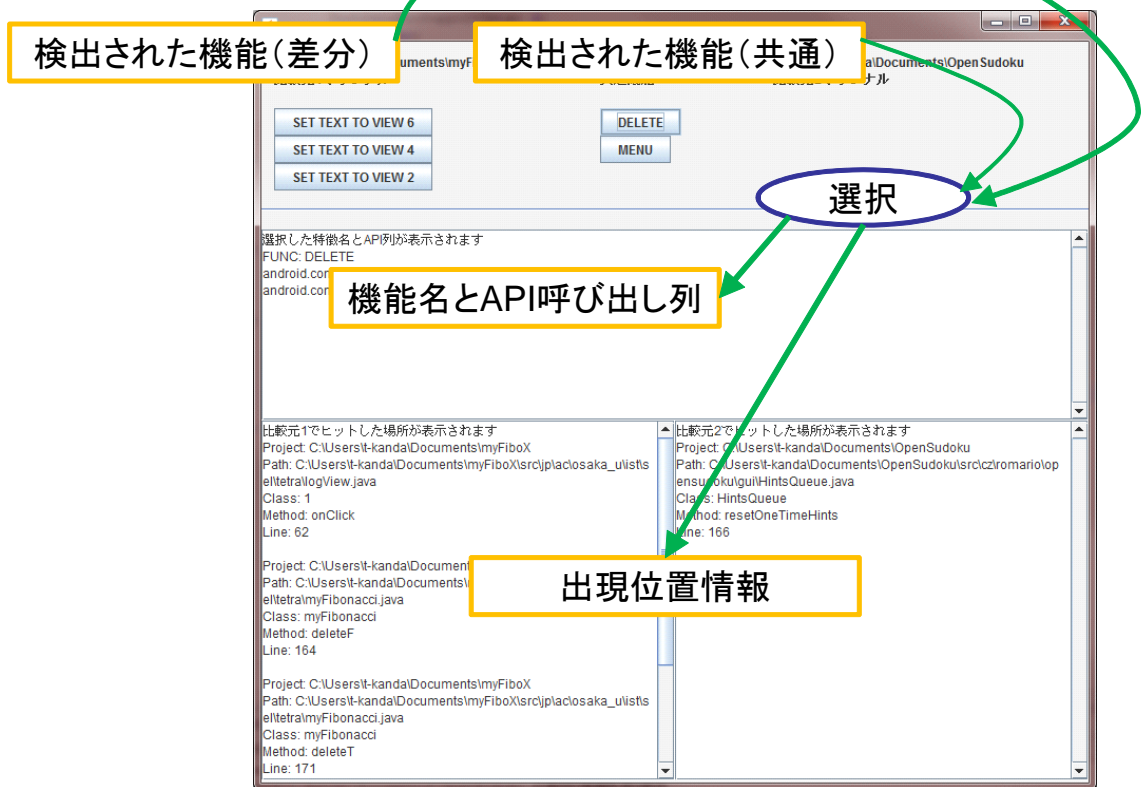 検出された機能(差分)
検出された機能(共通)
uments\myF
a\Documents\OpenSudoku
SET TEXT TO VIEW 6
SET TEXT TO VIEW 4
SET TEXT TO VIEW 2
DELETE
MENU
選択
選択した特徴名とAPI列が表示されます
FUNC: DELETE
android.con
android.con
機能名とAPI呼び出し列
比較元1でヒットした場所が表示されます
Project: C:\Users\t-kanda\Documents\myFiboX
Path: C:\Users\t-kanda\Documents\myFiboX\src\jp\ac\osaka_u\ist\s
el\tetra\logView.java
Class: 1
Method: onClick
Line: 62
Project: C:\Users\t-kanda\Document
Path: C:\Users\t-kanda\Documents\
el\tetra\myFibonacci.java
Class: myFibonacci
Method: deleteF
Line: 164
Project: C:\Users\t-kanda\Documents\myFiboX
Path: C:\Users\t-kanda\Documents\myFiboX\src\jp\ac\osaka_u\ist\s
el\tetra\myFibonacci.java
Class: myFibonacci
Method: deleteT
Line: 171
比較元2でヒットした場所が表示されます
Project: C:\Users\t-kanda\Documents\OpenSudoku
Path: C:\Users\t-kanda\Documents\OpenSudoku\src\cz\romario\op
ensudoku\gui\HintsQueue.java
Class: HintsQueue
Method: resetOneTimeHints
Line: 166
出現位置情報